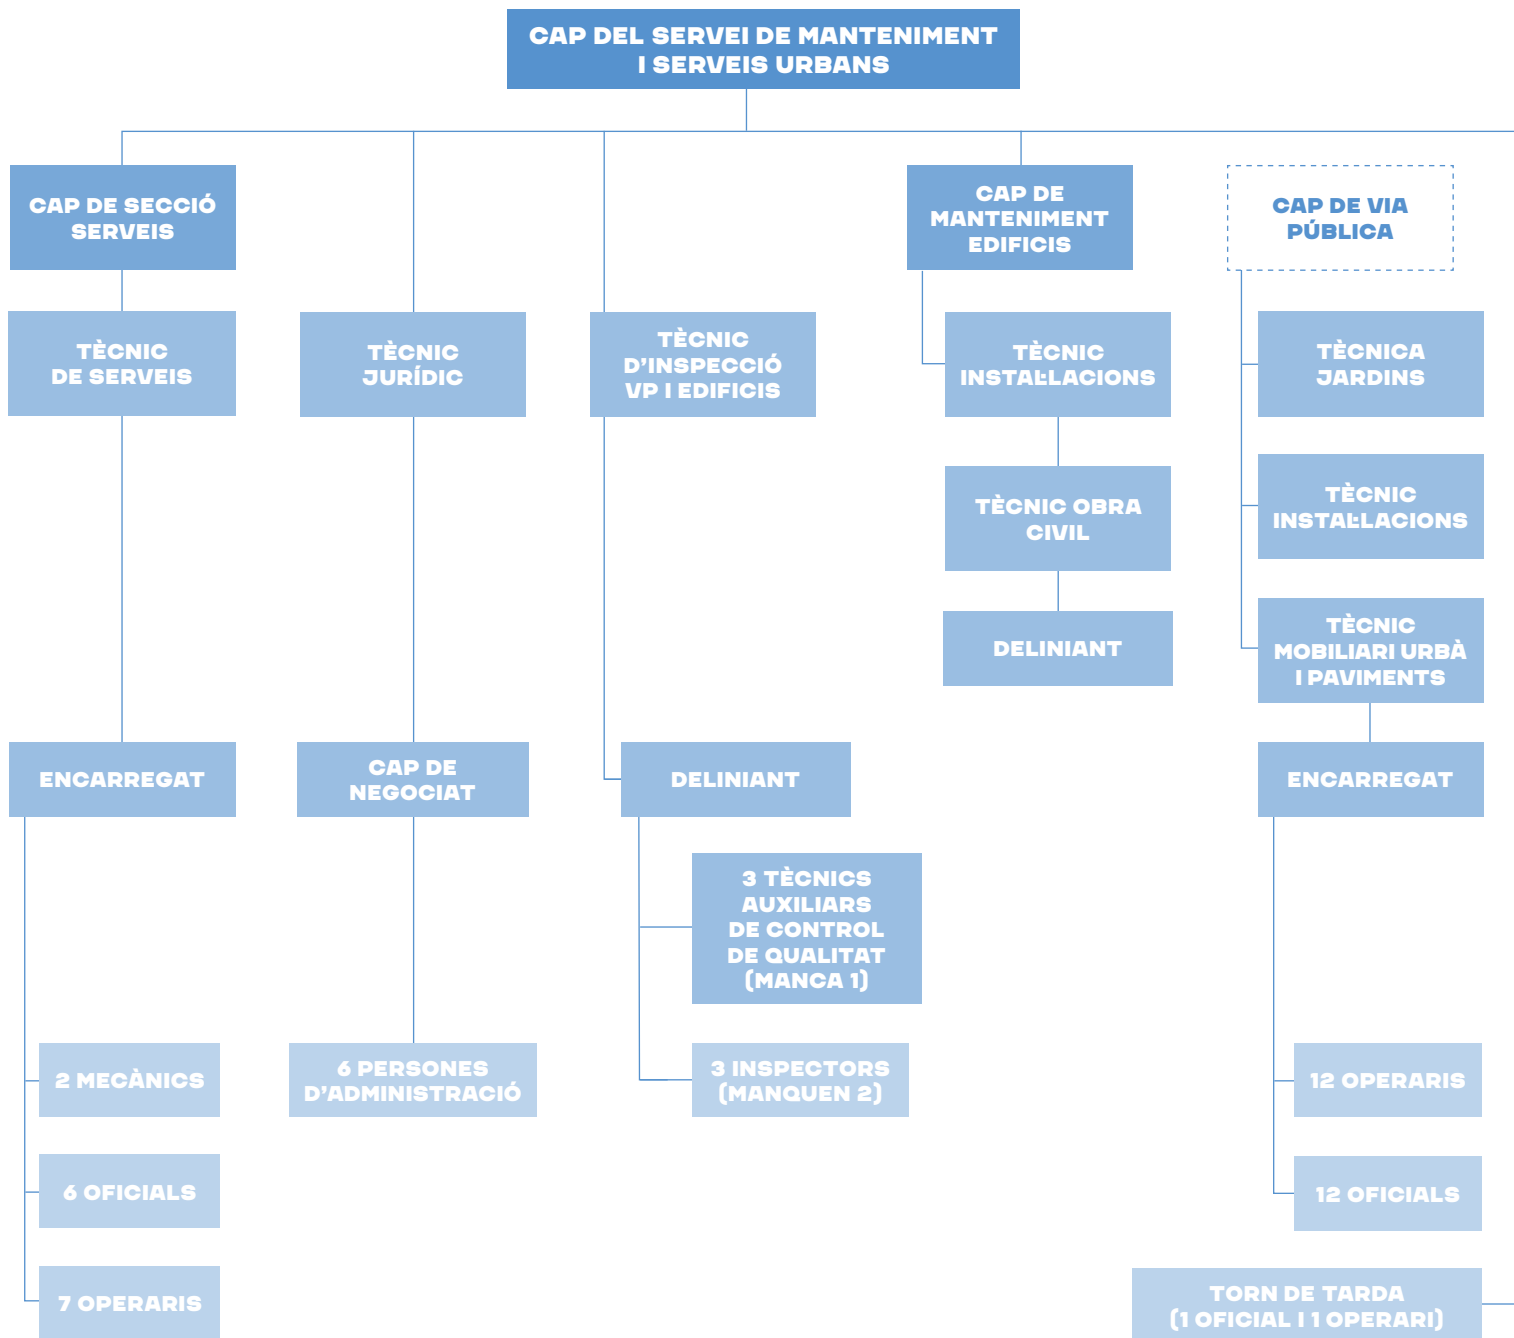 CAP DEL SERVEI DE MANTENIMENT
I SERVEIS URBANS
CAP DE SECCIÓ
SERVEIS
CAP DE
MANTENIMENT
EDIFICIS
CAP DE VIA
PÚBLICA
TÈCNIC
DE SERVEIS
TÈCNIC
JURÍDIC
TÈCNIC
D'INSPECCIÓ
VP I EDIFICIS
TÈCNIC
INSTAL·LACIONS
TÈCNICA
JARDINS
TÈCNIC OBRA
CIVIL
TÈCNIC
INSTAL·LACIONS
DELINIANT
TÈCNIC
MOBILIARI URBÀ
I PAVIMENTS
ENCARREGAT
CAP DE
NEGOCIAT
DELINIANT
ENCARREGAT
3 TÈCNICS
AUXILIARS
DE CONTROL
DE QUALITAT
(MANCA 1)
2 MECÀNICS
6 PERSONES
D'ADMINISTRACIÓ
3 INSPECTORS
(MANQUEN 2)
12 OPERARIS
6 OFICIALS
12 OFICIALS
7 OPERARIS
TORN DE TARDA
(1 OFICIAL I 1 OPERARI)